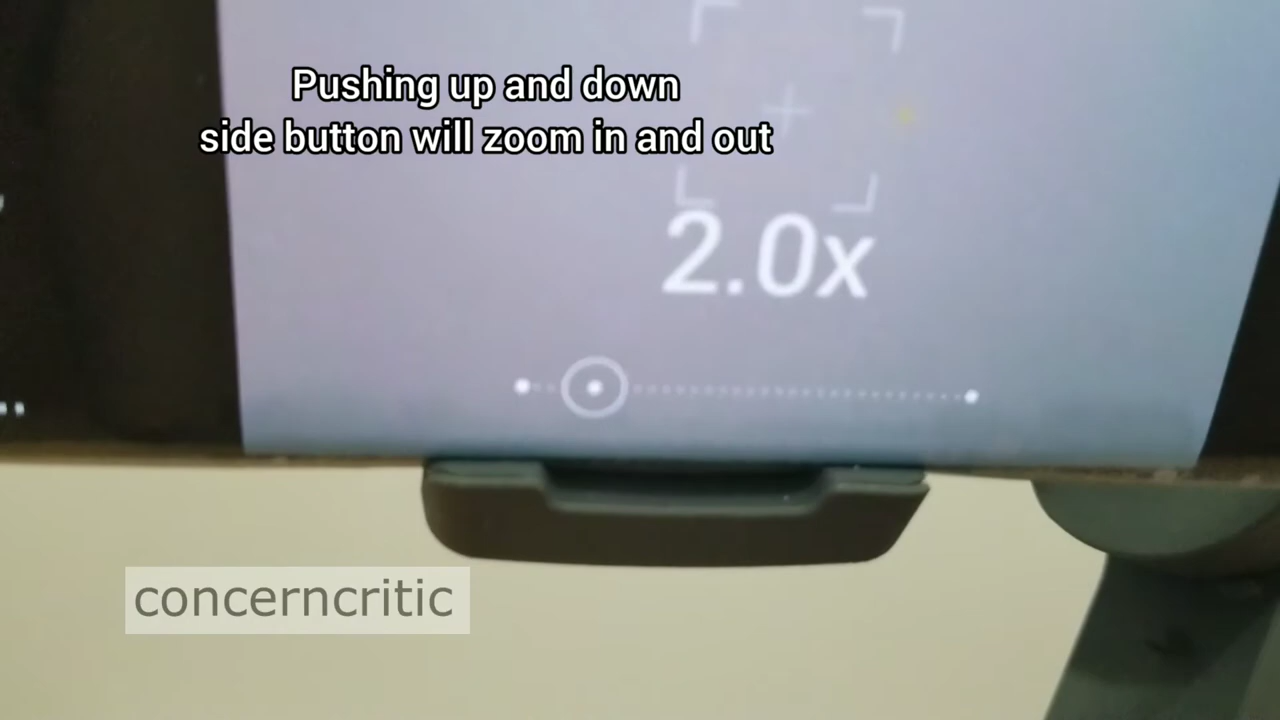 Pushing up and down
side button will zoom in and out
2.0x
concerncritic